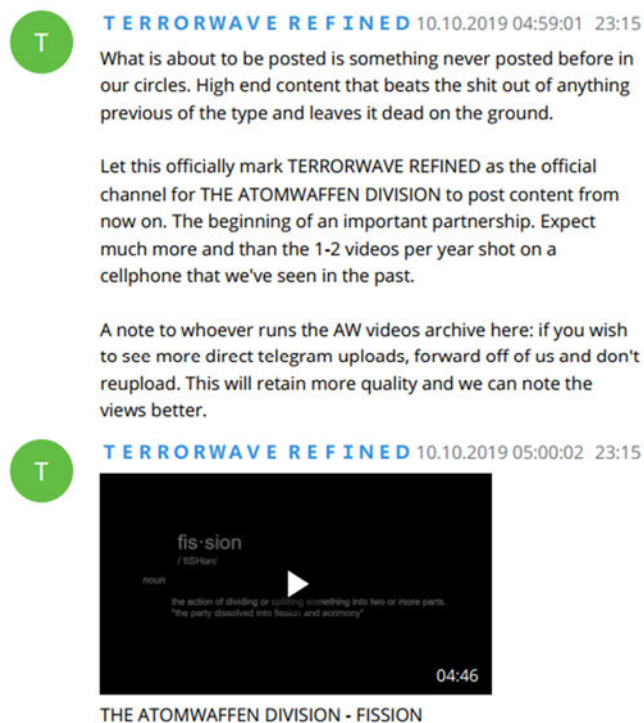 T
TERRORWAVE REFINED 10.10.2019 04:59:01 23:15
What is about to be posted is something never posted before in
our circles. High end content that beats the shit out of anything
previous of the type and leaves it dead on the ground.
Let this officially mark TERRORWAVE REFINED as the official
channel for THE ATOMWAFFEN DIVISION to post content from
now on. The beginning of an important partnership. Expect
much more and than the 1-2 videos per year shot on a
cellphone that we've seen in the past.
A note to whoever runs the AW videos archive here: if you wish
to see more direct telegram uploads, forward off of us and don't
reupload. This will retain more quality and we can note the
views better.
T
TERRORWAVE REFINED 10.10.2019 05:00:02 23:15
fis·sion
/ˈfiSHən/
noun
the action of dividing or splitting something into two or more parts.
"the party dissolved into fission and acrimony"
04:46
THE ATOMWAFFEN DIVISION - FISSION